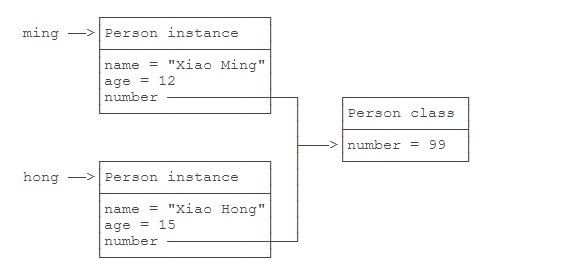 ming
Person instance
name = "Xiao Ming"
age = 12
number
Person class
number = 99
hong
Person instance
name = "Xiao Hong"
age = 15
number